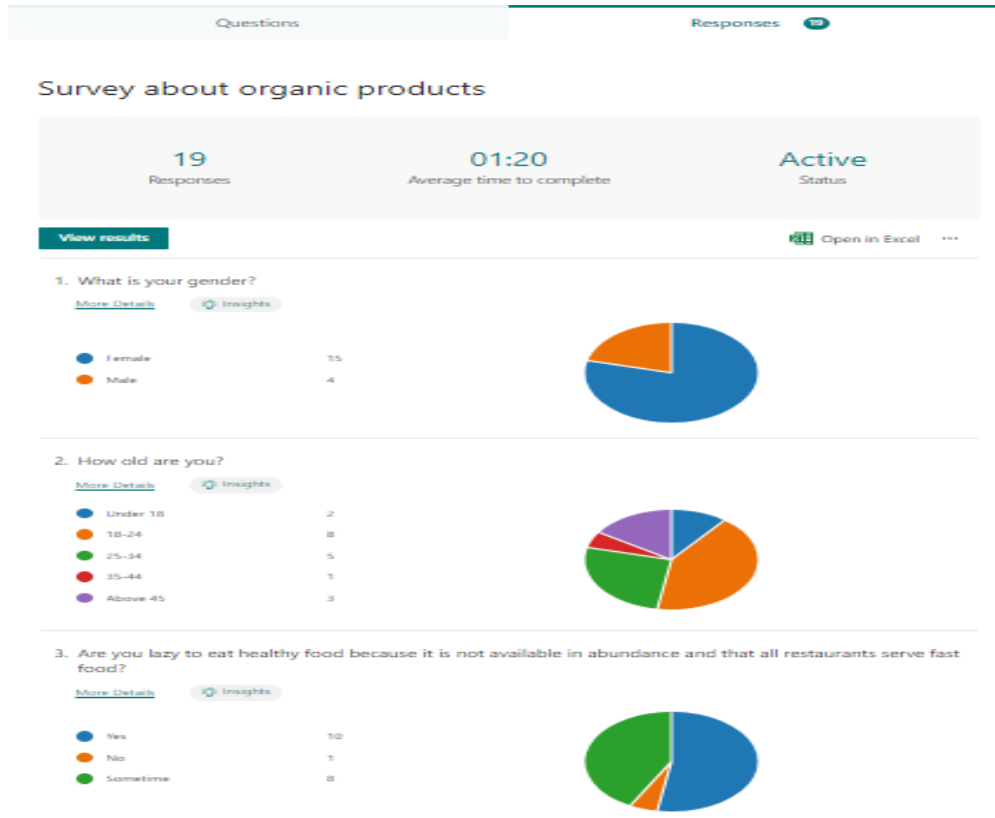 Questions
Responses 19
Survey about organic products
19
Responses
01:20
Average time to complete
Active
Status
View results
Open in Excel ...
1. What is your gender?
More Details Insights
Female 15
Male 4
2. How old are you?
More Details Insights
Under 18 2
18-24 8
25-34 5
35-44 1
Above 45 3
3. Are you lazy to eat healthy food because it is not available in abundance and that all restaurants serve fast
food?
More Details Insights
Yes 10
No 1
Sometime 8